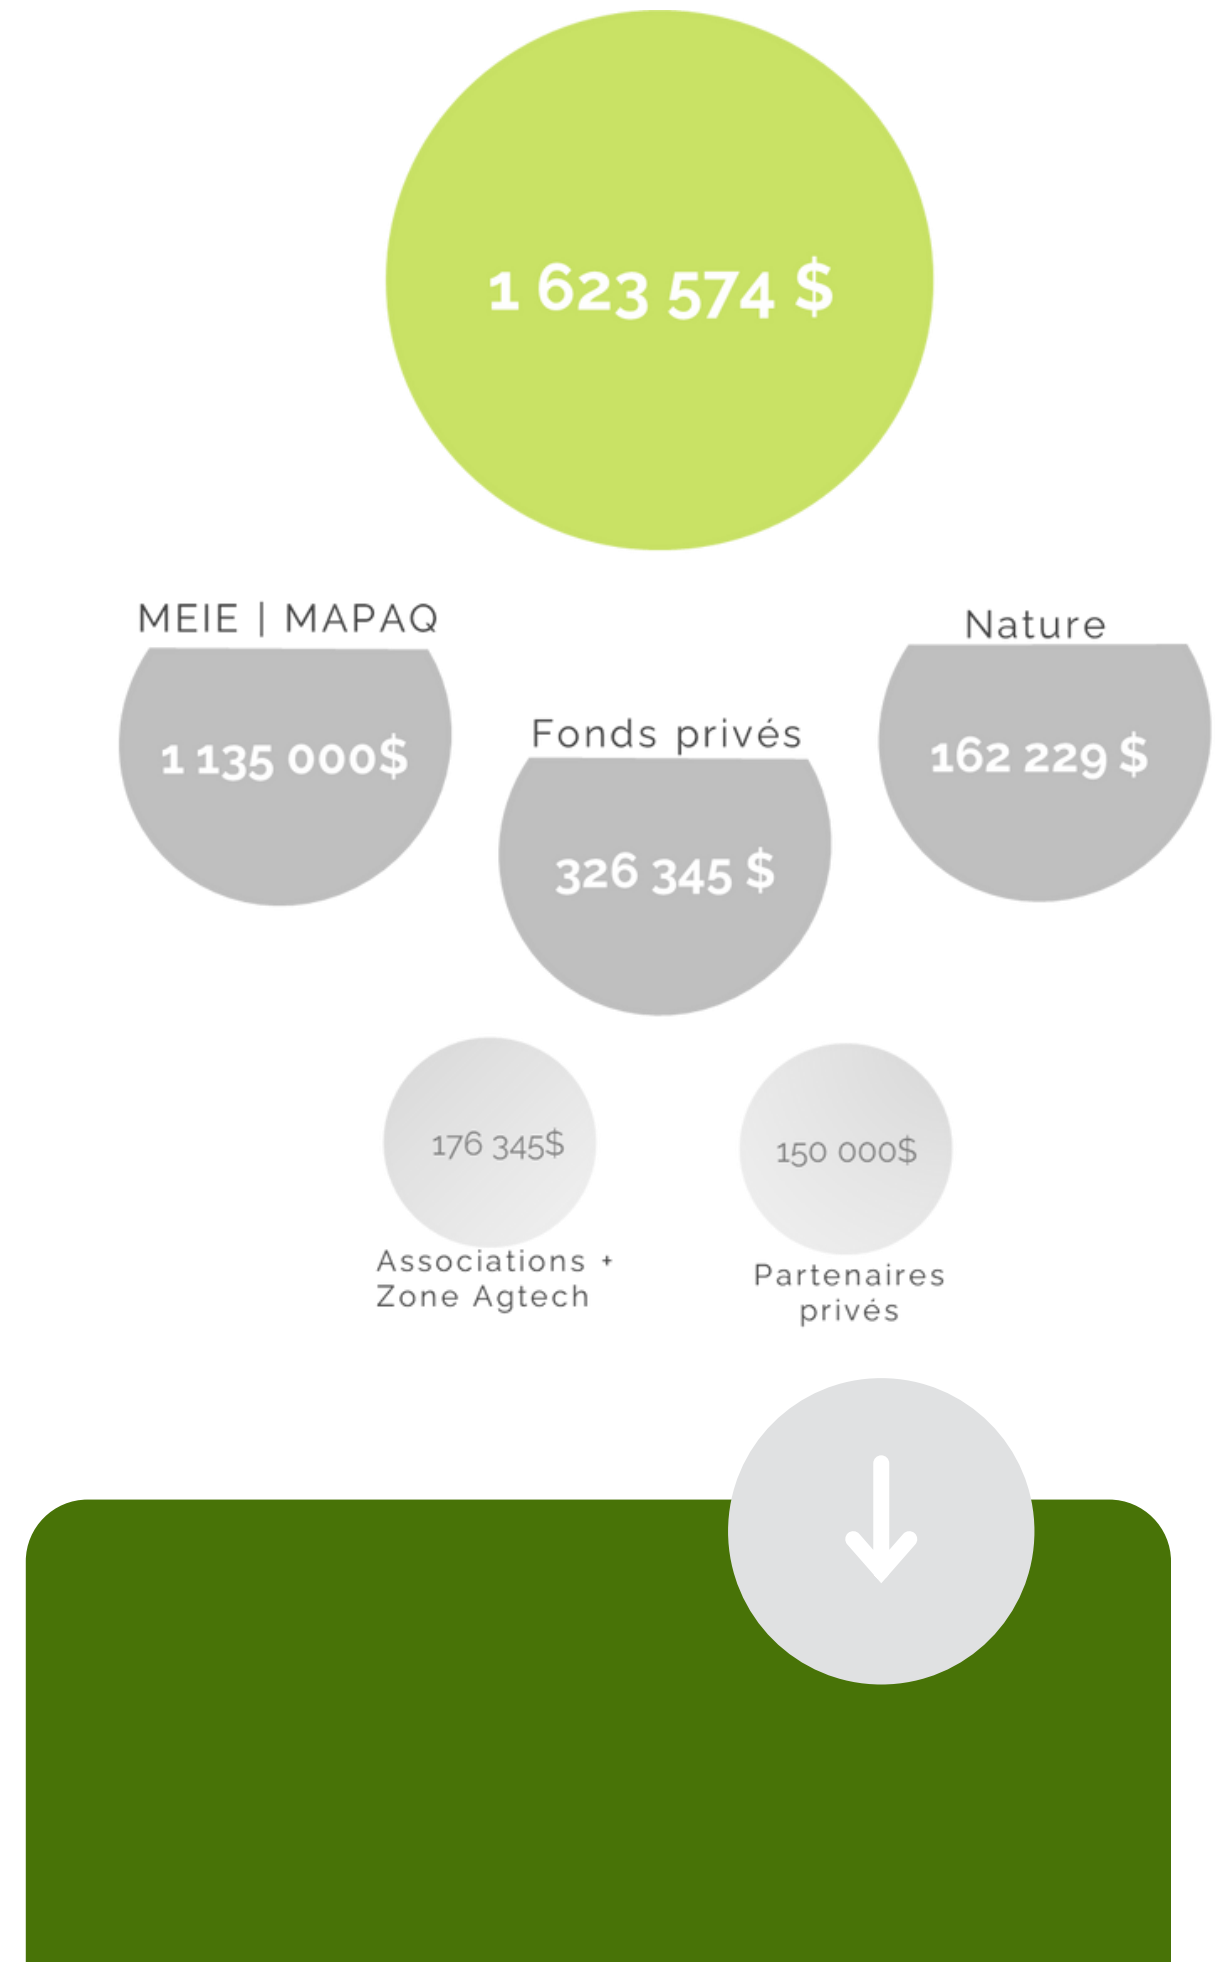 1 623 574 $
MEIE | MAPAQ
1 135 000$
Fonds privés
326 345 $
Nature
162 229 $
176 345$
Associations +
Zone Agtech
150 000$
Partenaires
privés